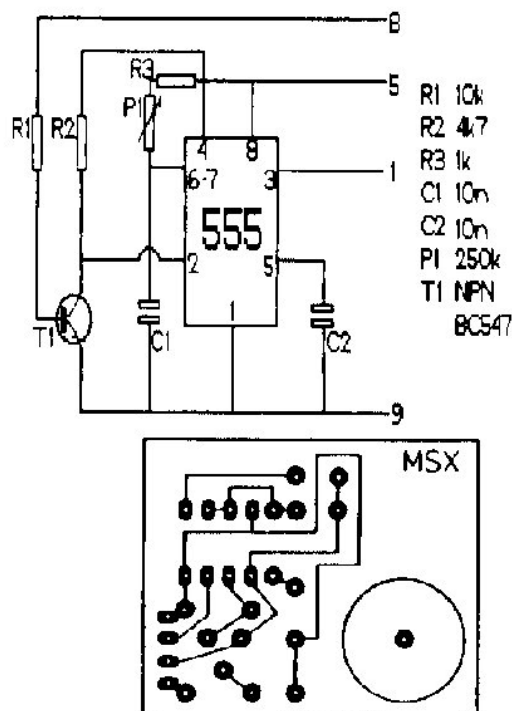 8
R3
5
P1
R1 R2
4 8
6-7 3
1
555
2 5
1
T1
C1
C2
9
R1 10k
R2 4k7
R3 1k
C1 10n
C2 10n
P1 250k
T1 NPN
BC547
MSX